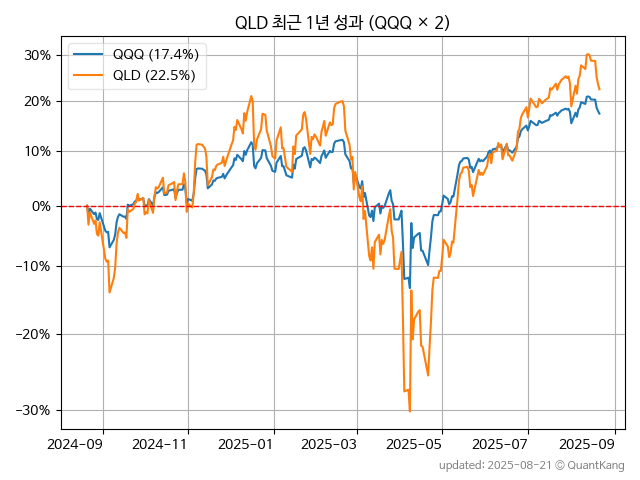 QLD 최근 1년 성과 (QQQ × 2)
QQQ (17.4%)
QLD (22.5%)
30%
20%
10%
0%
−10%
−20%
−30%
2024-09 2024-11 2025-01 2025-03 2025-05 2025-07 2025-09
updated: 2025-08-21 © QuantKang